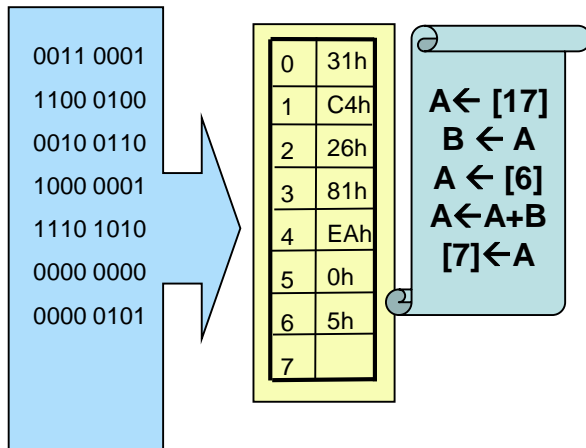 0011 0001
1100 0100
0010 0110
1000 0001
1110 1010
0000 0000
0000 0101
0 31h
1 C4h
2 26h
3 81h
4 EAh
5 0h
6 5h
7
A← [17]
B ← A
A ← [6]
A←A+B
[7]←A